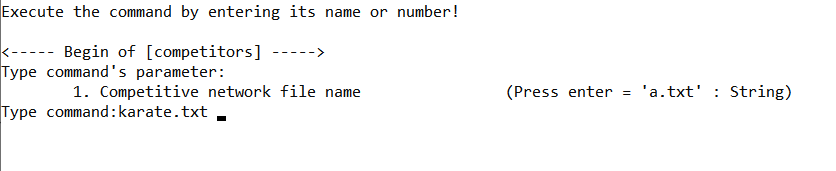 Execute the command by entering its name or number!
<----- Begin of [competitors] ----->
Type command's parameter:
1. Competitive network file name (Press enter = 'a.txt' : String)
Type command:karate.txt